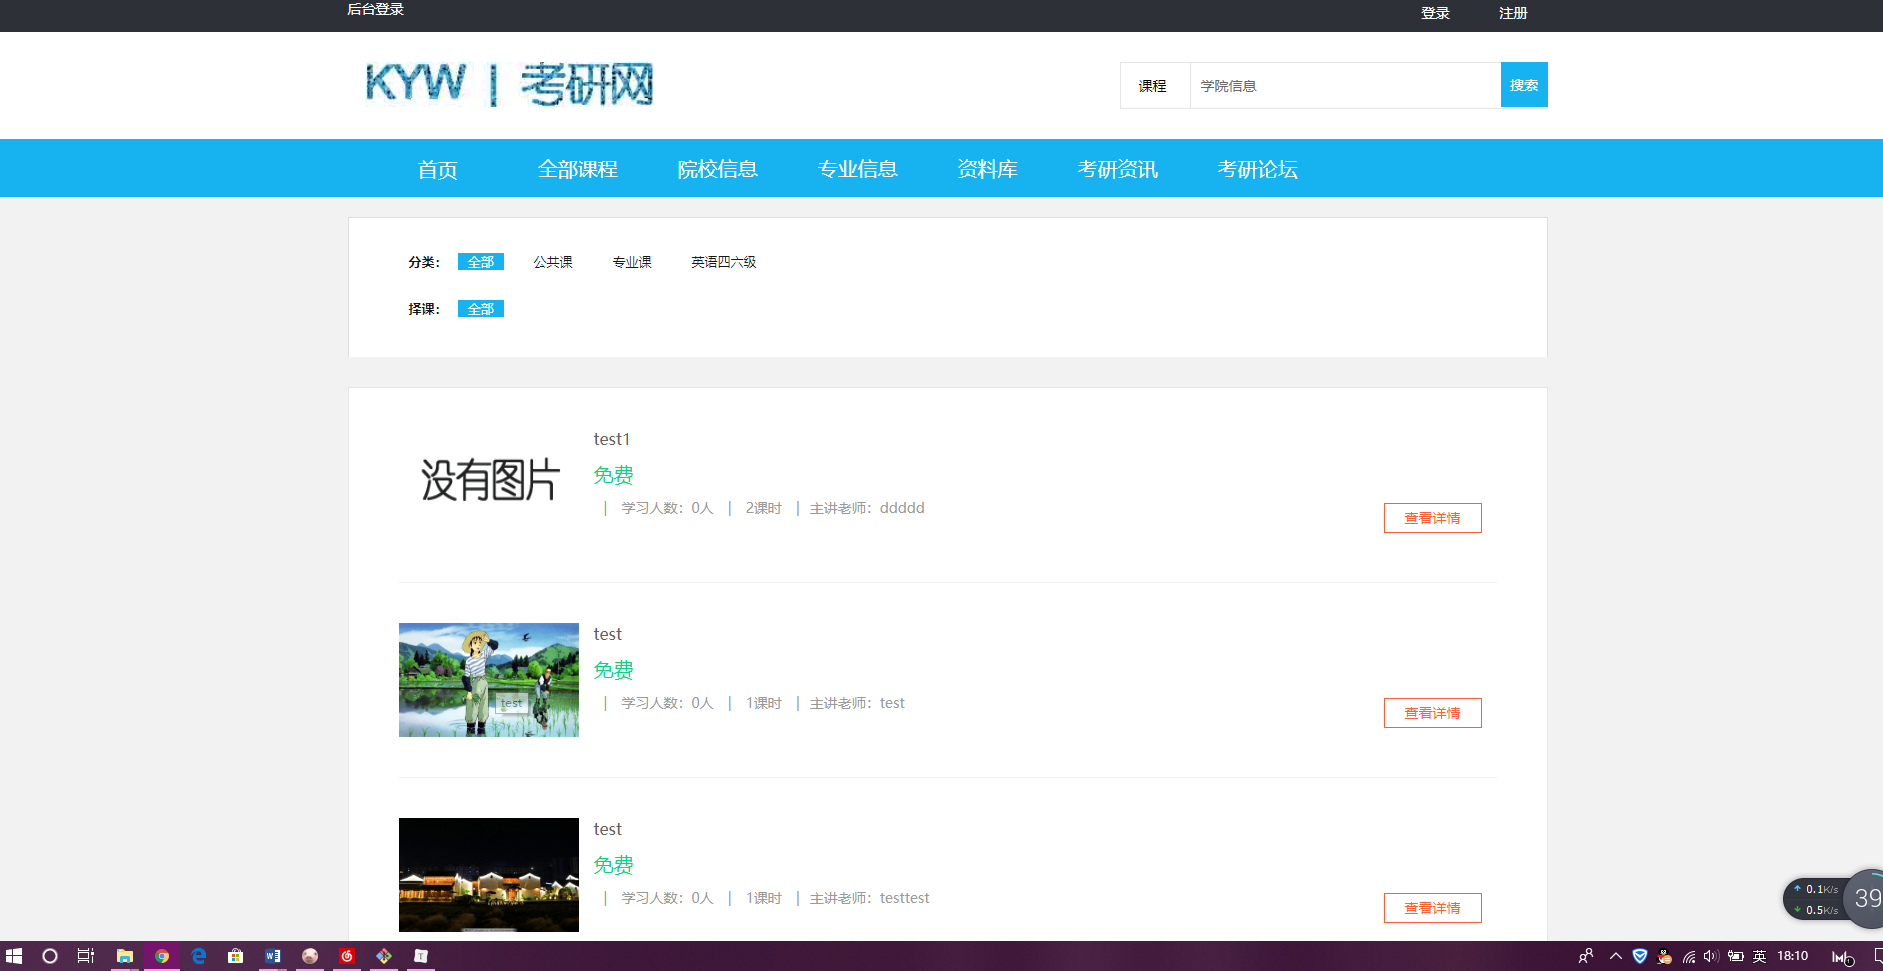 后台登录 登录 注册
KYW | 考研网 课程 学院信息 搜索
首页 全部课程 院校信息 专业信息 资料库 考研资讯 考研论坛
分类： 全部 公共课 专业课 英语四六级
择课： 全部
没有图片
test1
免费
| 学习人数：0人 | 2课时 | 主讲老师：ddddd
查看详情
test
test
免费
| 学习人数：0人 | 1课时 | 主讲老师：test
查看详情
test
免费
| 学习人数：0人 | 1课时 | 主讲老师：testtest
查看详情
0.1K/s
0.5K/s
39
英 18:10